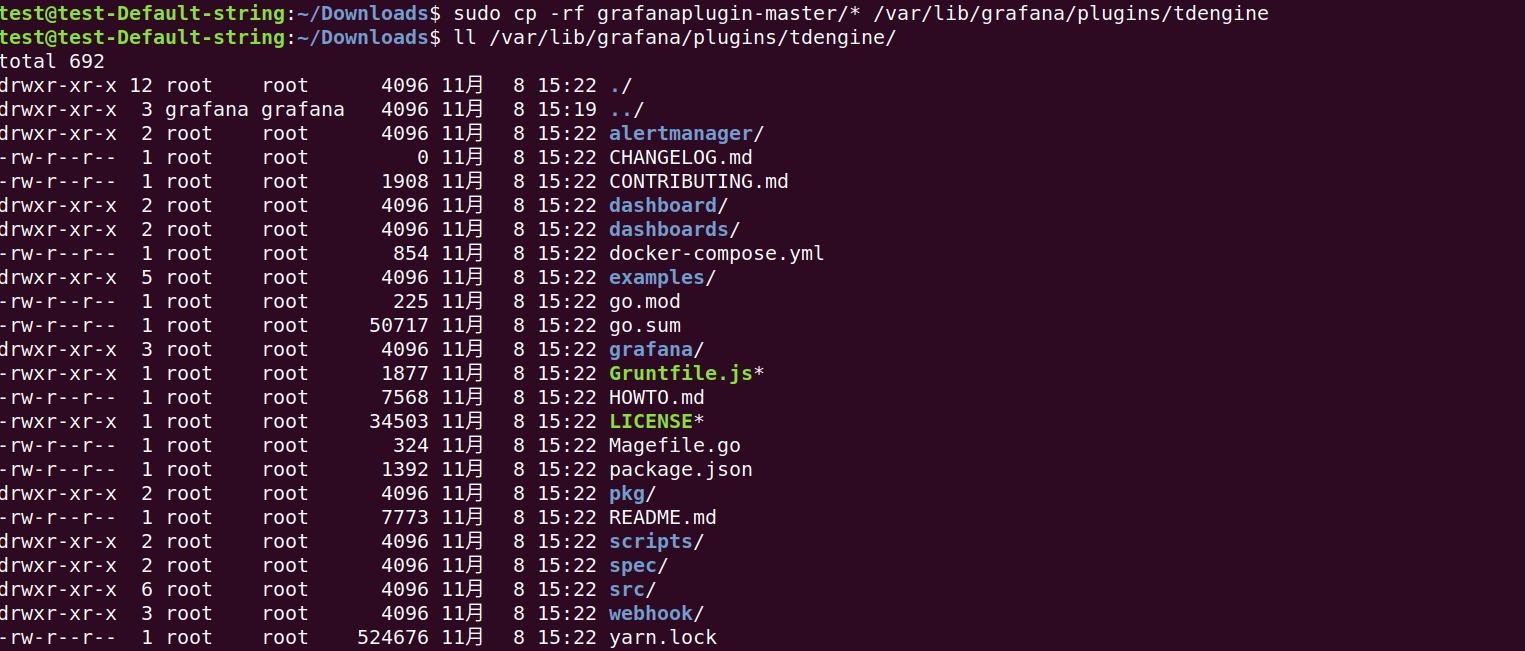 test@test-Default-string:~/Downloads$ sudo cp -rf grafanaplugin-master/* /var/lib/grafana/plugins/tdengine
test@test-Default-string:~/Downloads$ ll /var/lib/grafana/plugins/tdengine/
total 692
drwxr-xr-x 12 root    root      4096 11月  8 15:22 ./
drwxr-xr-x  3 grafana grafana   4096 11月  8 15:19 ../
drwxr-xr-x  2 root    root      4096 11月  8 15:22 alertmanager/
-rw-r--r--  1 root    root         0 11月  8 15:22 CHANGELOG.md
-rw-r--r--  1 root    root      1908 11月  8 15:22 CONTRIBUTING.md
drwxr-xr-x  2 root    root      4096 11月  8 15:22 dashboard/
drwxr-xr-x  2 root    root      4096 11月  8 15:22 dashboards/
-rw-r--r--  1 root    root       854 11月  8 15:22 docker-compose.yml
drwxr-xr-x  5 root    root      4096 11月  8 15:22 examples/
-rw-r--r--  1 root    root       225 11月  8 15:22 go.mod
-rw-r--r--  1 root    root     50717 11月  8 15:22 go.sum
drwxr-xr-x  3 root    root      4096 11月  8 15:22 grafana/
-rwxr-xr-x  1 root    root      1877 11月  8 15:22 Gruntfile.js*
-rw-r--r--  1 root    root      7568 11月  8 15:22 HOWTO.md
-rwxr-xr-x  1 root    root     34503 11月  8 15:22 LICENSE*
-rw-r--r--  1 root    root       324 11月  8 15:22 Magefile.go
-rw-r--r--  1 root    root      1392 11月  8 15:22 package.json
drwxr-xr-x  2 root    root      4096 11月  8 15:22 pkg/
-rw-r--r--  1 root    root      7773 11月  8 15:22 README.md
drwxr-xr-x  2 root    root      4096 11月  8 15:22 scripts/
drwxr-xr-x  2 root    root      4096 11月  8 15:22 spec/
drwxr-xr-x  6 root    root      4096 11月  8 15:22 src/
drwxr-xr-x  3 root    root      4096 11月  8 15:22 webhook/
-rw-r--r--  1 root    root    524676 11月  8 15:22 yarn.lock